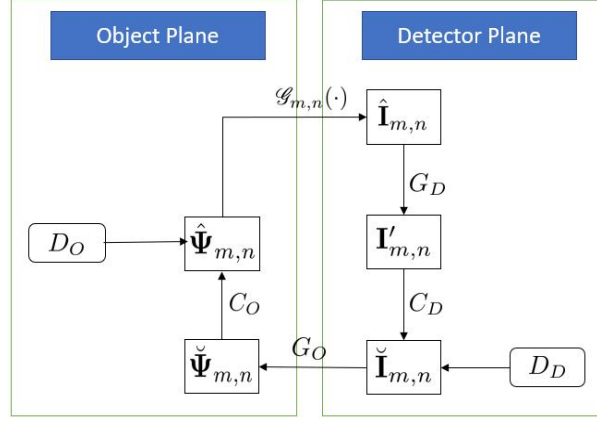 Object Plane
Detector Plane
𝒢_{m,n}(·)
Î_{m,n}
G_D
D_O
Ψ̂_{m,n}
I′_{m,n}
C_O
C_D
Ψ̆_{m,n}
G_O
Ĭ_{m,n}
D_D